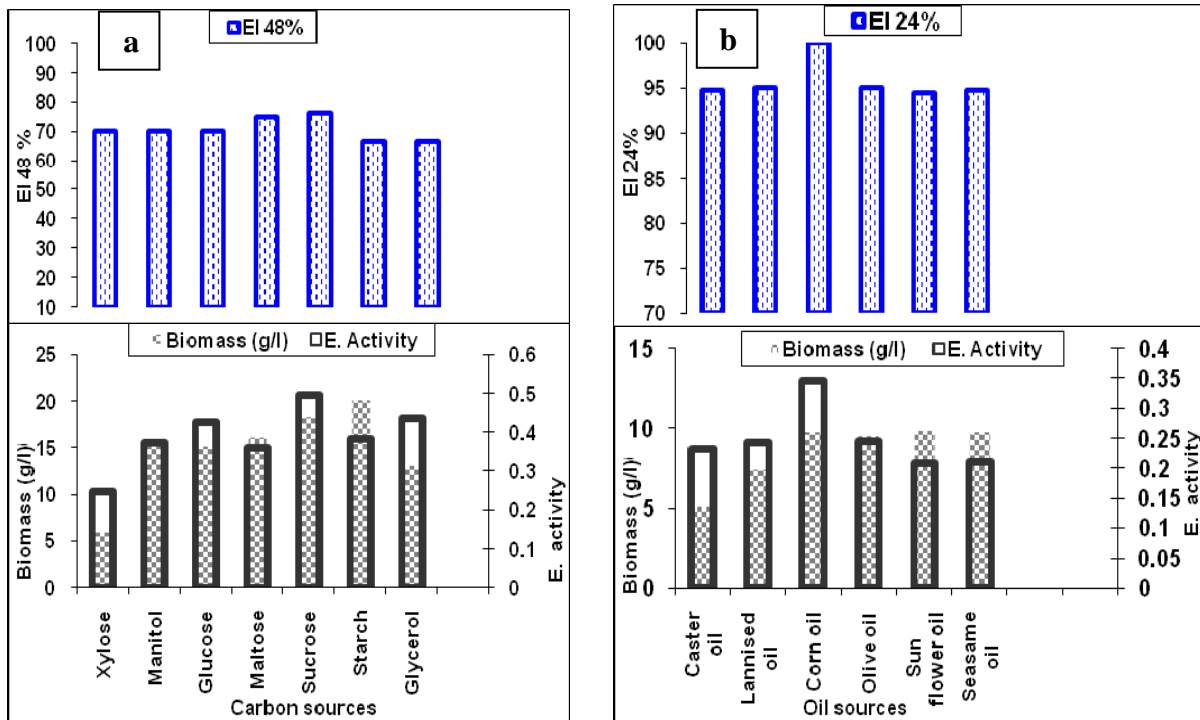 a
EI 48%
EI 48 %
100
90
80
70
60
50
40
30
20
10
Biomass (g/l) E. Activity
Biomass (g/l)
25
20
15
10
5
0
0.6
0.5
0.4
0.3
0.2
0.1
0
E. activity
Xylose
Manitol
Glucose
Maltose
Sucrose
Starch
Glycerol
Carbon sources
b
EI 24%
EI 24%
100
95
90
85
80
75
70
Biomass (g/l) E. Activity
Biomass (g/l)
15
10
5
0
0.4
0.35
0.3
0.25
0.2
0.15
0.1
0.05
0
E. activity
Caster
oil
Lannised
oil
Corn oil
Olive oil
Sun
flower oil
Seasame
oil
Oil sources